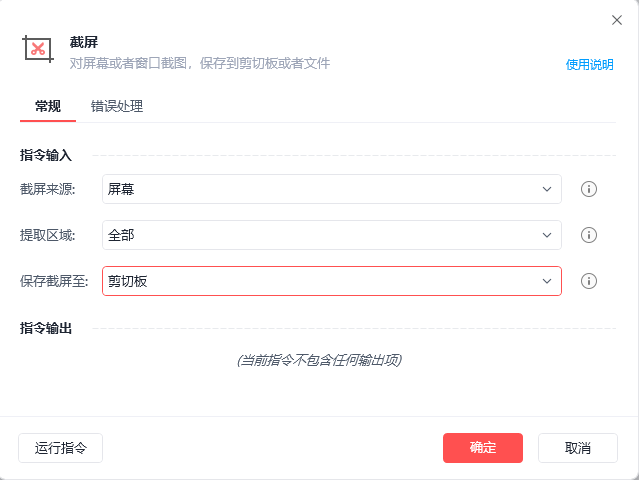 截屏
对屏幕或者窗口截图，保存到剪切板或者文件
使用说明
常规 错误处理
指令输入
截屏来源: 屏幕
提取区域: 全部
保存截屏至: 剪切板
指令输出
(当前指令不包含任何输出项)
运行指令 确定 取消